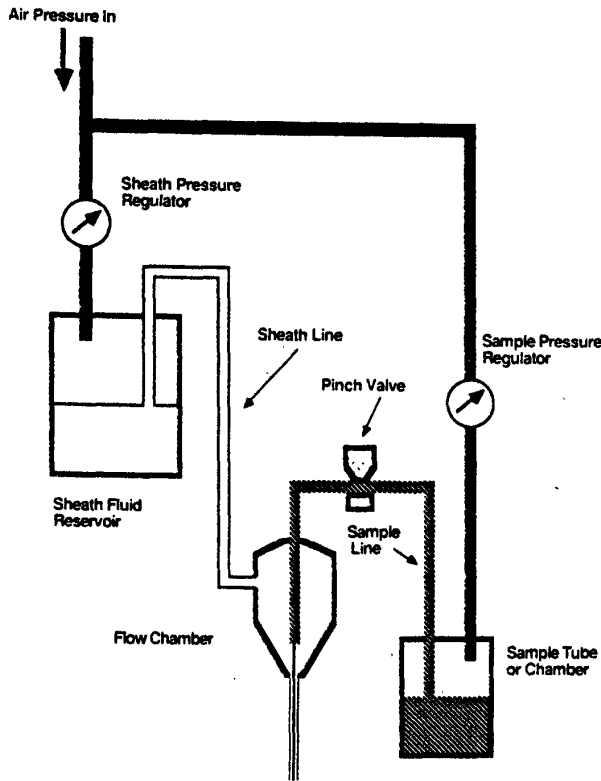 Air Pressure In
Sheath Pressure
Regulator
Sheath Line
Sample Pressure
Regulator
Pinch Valve
Sheath Fluid
Reservoir
Sample
Line
Flow Chamber
Sample Tube
or Chamber